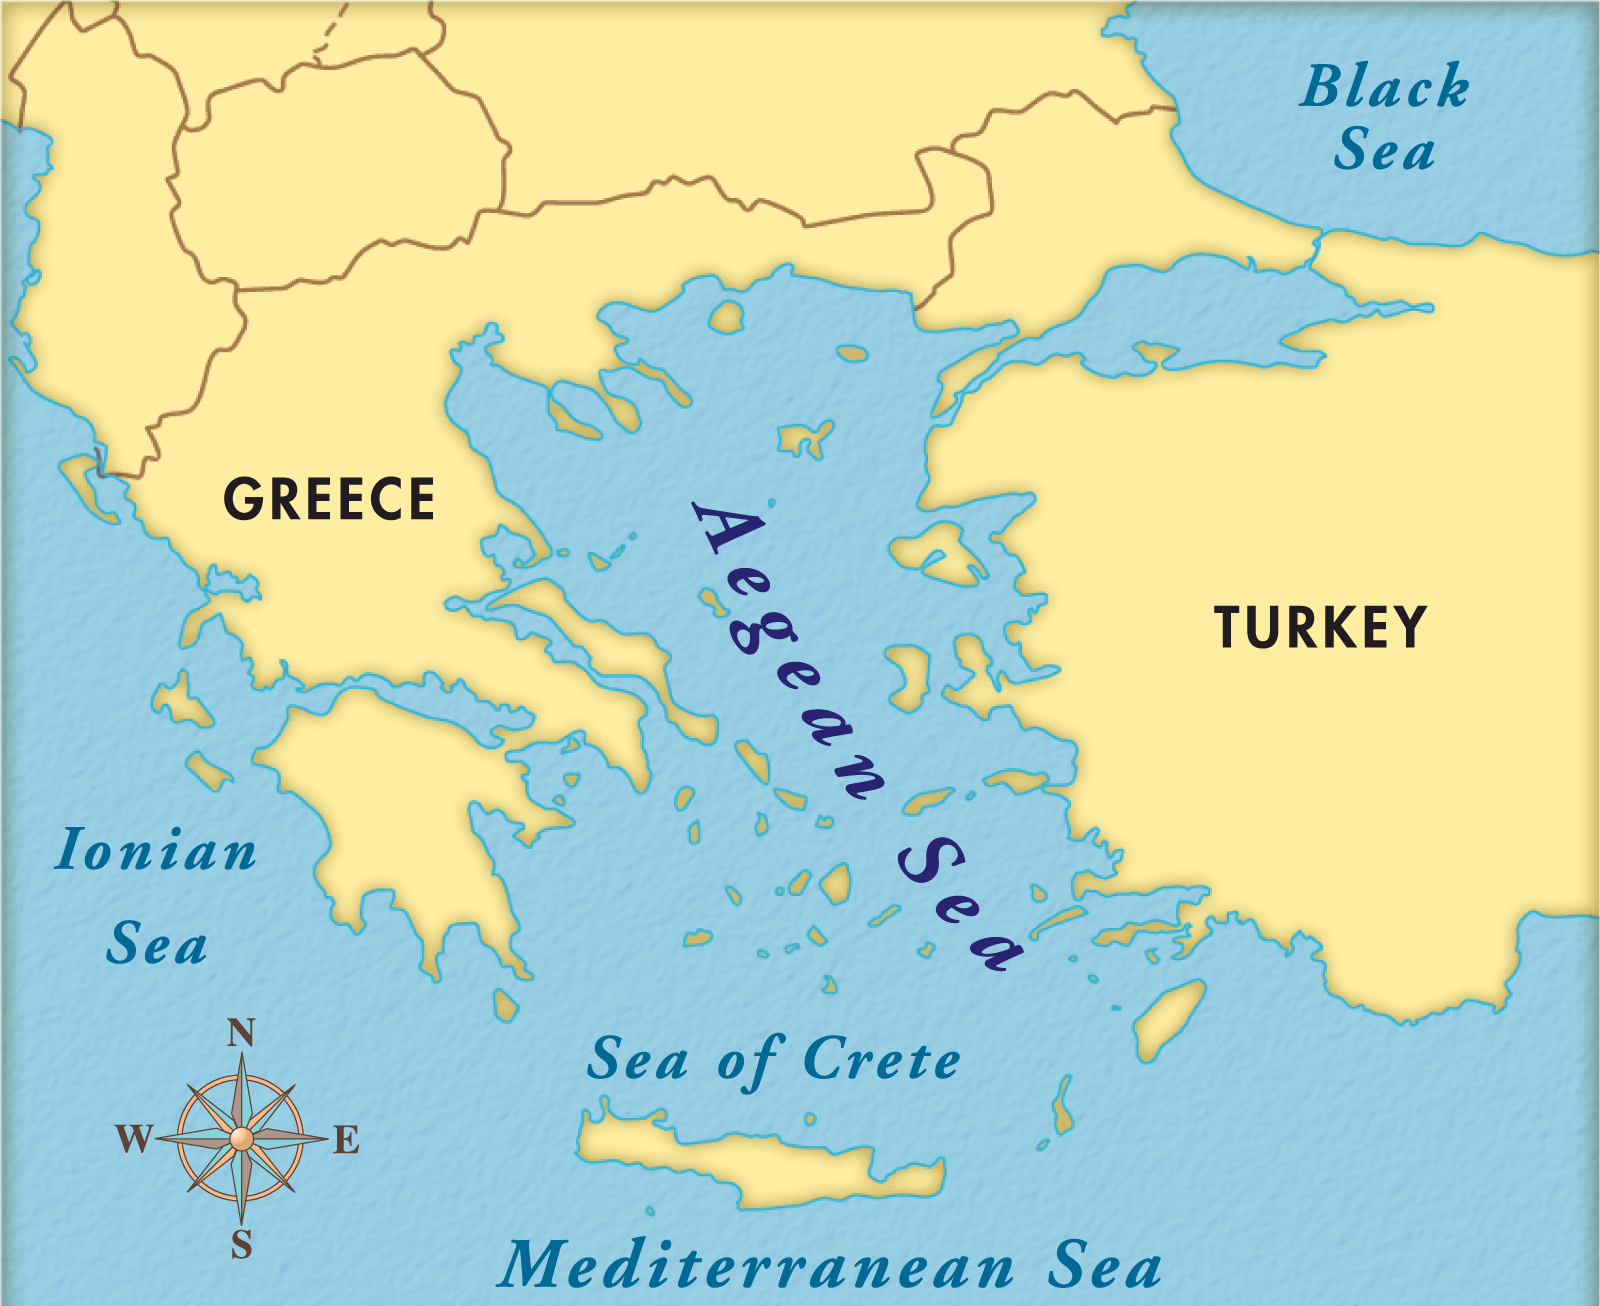 Black
Sea
GREECE
Aegean Sea
TURKEY
Ionian
Sea
N
W
E
S
Sea of Crete
Mediterranean Sea